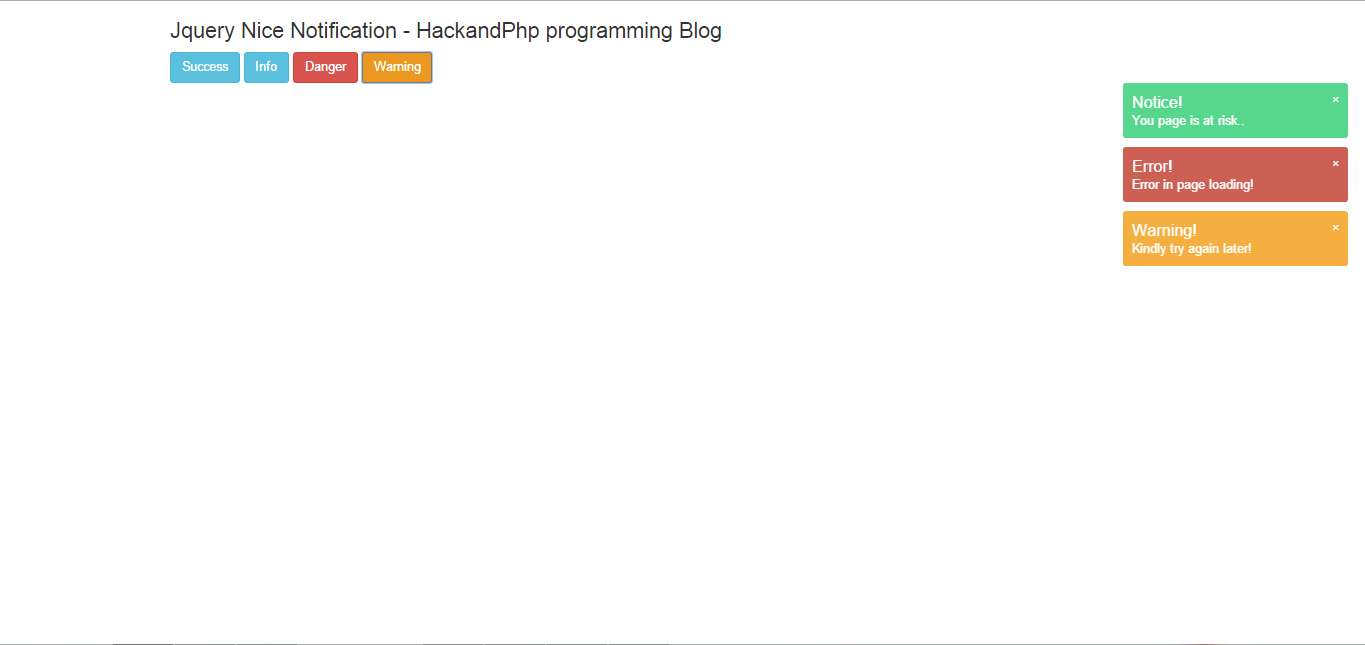 Jquery Nice Notification - HackandPhp programming Blog
Success Info Danger Warning
Notice! ×
You page is at risk..
Error! ×
Error in page loading!
Warning! ×
Kindly try again later!